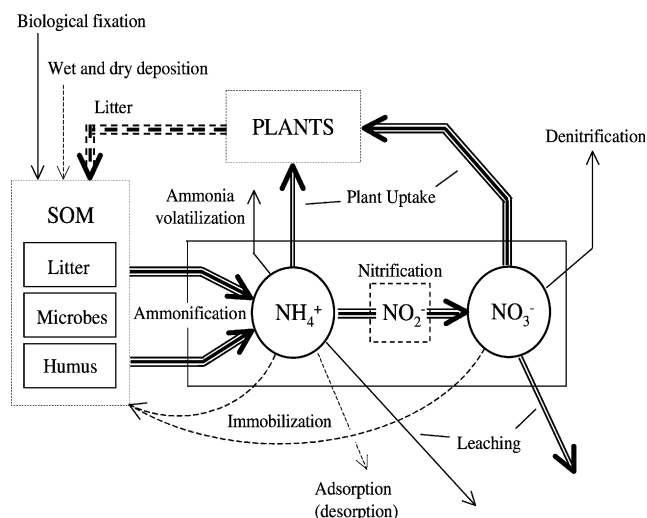 Biological fixation
Wet and dry deposition
Litter
PLANTS
Denitrification
SOM
Ammonia
volatilization
Plant Uptake
Litter
Nitrification
Microbes
Ammonification
NH₄⁺
NO₂⁻
NO₃⁻
Humus
Immobilization
Leaching
Adsorption
(desorption)